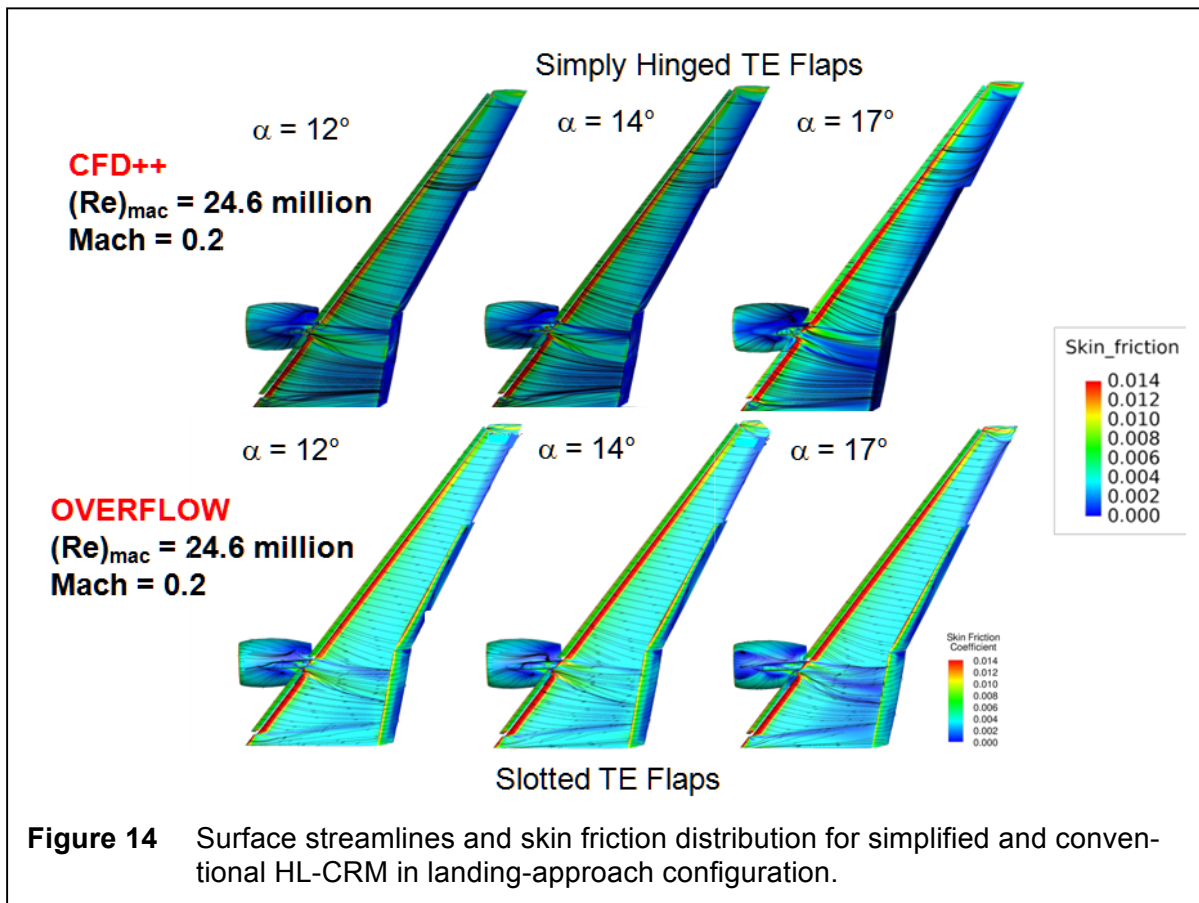 Simply Hinged TE Flaps
α = 12°
α = 14°
α = 17°
CFD++
(Re)mac = 24.6 million
Mach = 0.2
Skin_friction
0.014
0.012
0.010
0.008
0.006
0.004
0.002
0.000
α = 12°
α = 14°
α = 17°
OVERFLOW
(Re)mac = 24.6 million
Mach = 0.2
Skin Friction
Coefficient
0.014
0.012
0.010
0.008
0.006
0.004
0.002
0.000
Slotted TE Flaps
Figure 14 Surface streamlines and skin friction distribution for simplified and conven-
tional HL-CRM in landing-approach configuration.